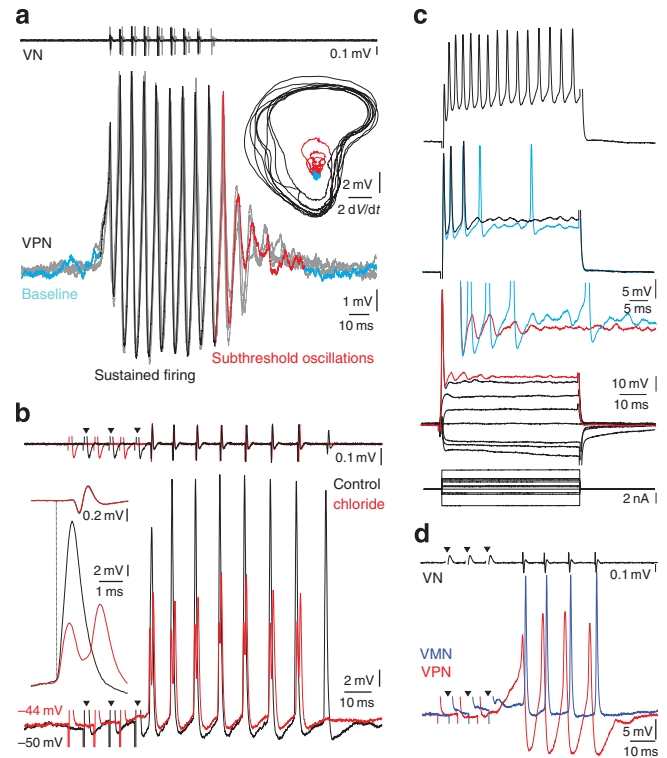 a
VN
0.1 mV
2 mV
2 dV/dt
VPN
Baseline
1 mV
10 ms
Subthreshold oscillations
Sustained firing
b
0.1 mV
Control
chloride
0.2 mV
2 mV
1 ms
2 mV
10 ms
–44 mV
–50 mV
c
5 mV
5 ms
10 mV
10 ms
2 nA
d
VN
0.1 mV
VMN
VPN
5 mV
10 ms